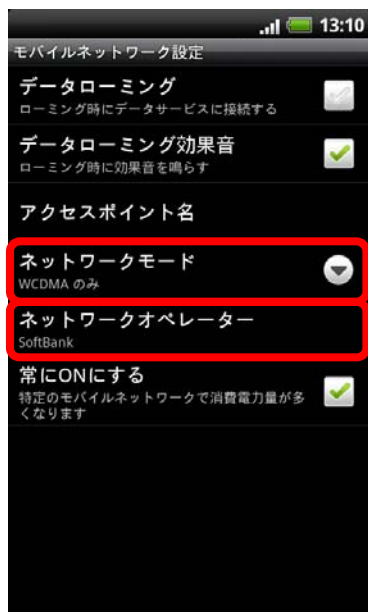 13:10
モバイルネットワーク設定
データローミング
ローミング時にデータサービスに接続する
データローミング効果音
ローミング時に効果音を鳴らす
アクセスポイント名
ネットワークモード
WCDMA のみ
ネットワークオペレーター
SoftBank
常にONにする
特定のモバイルネットワークで消費電力量が多
くなります